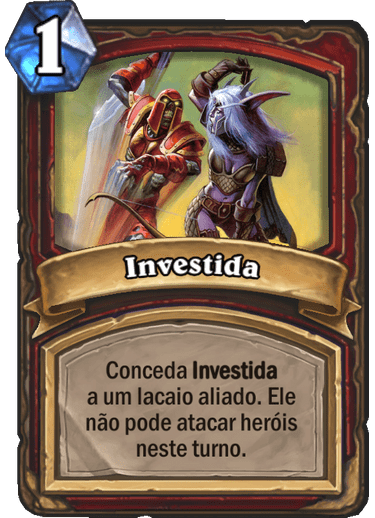 1
Investida
Conceda Investida
a um lacaio aliado. Ele
não pode atacar heróis
neste turno.